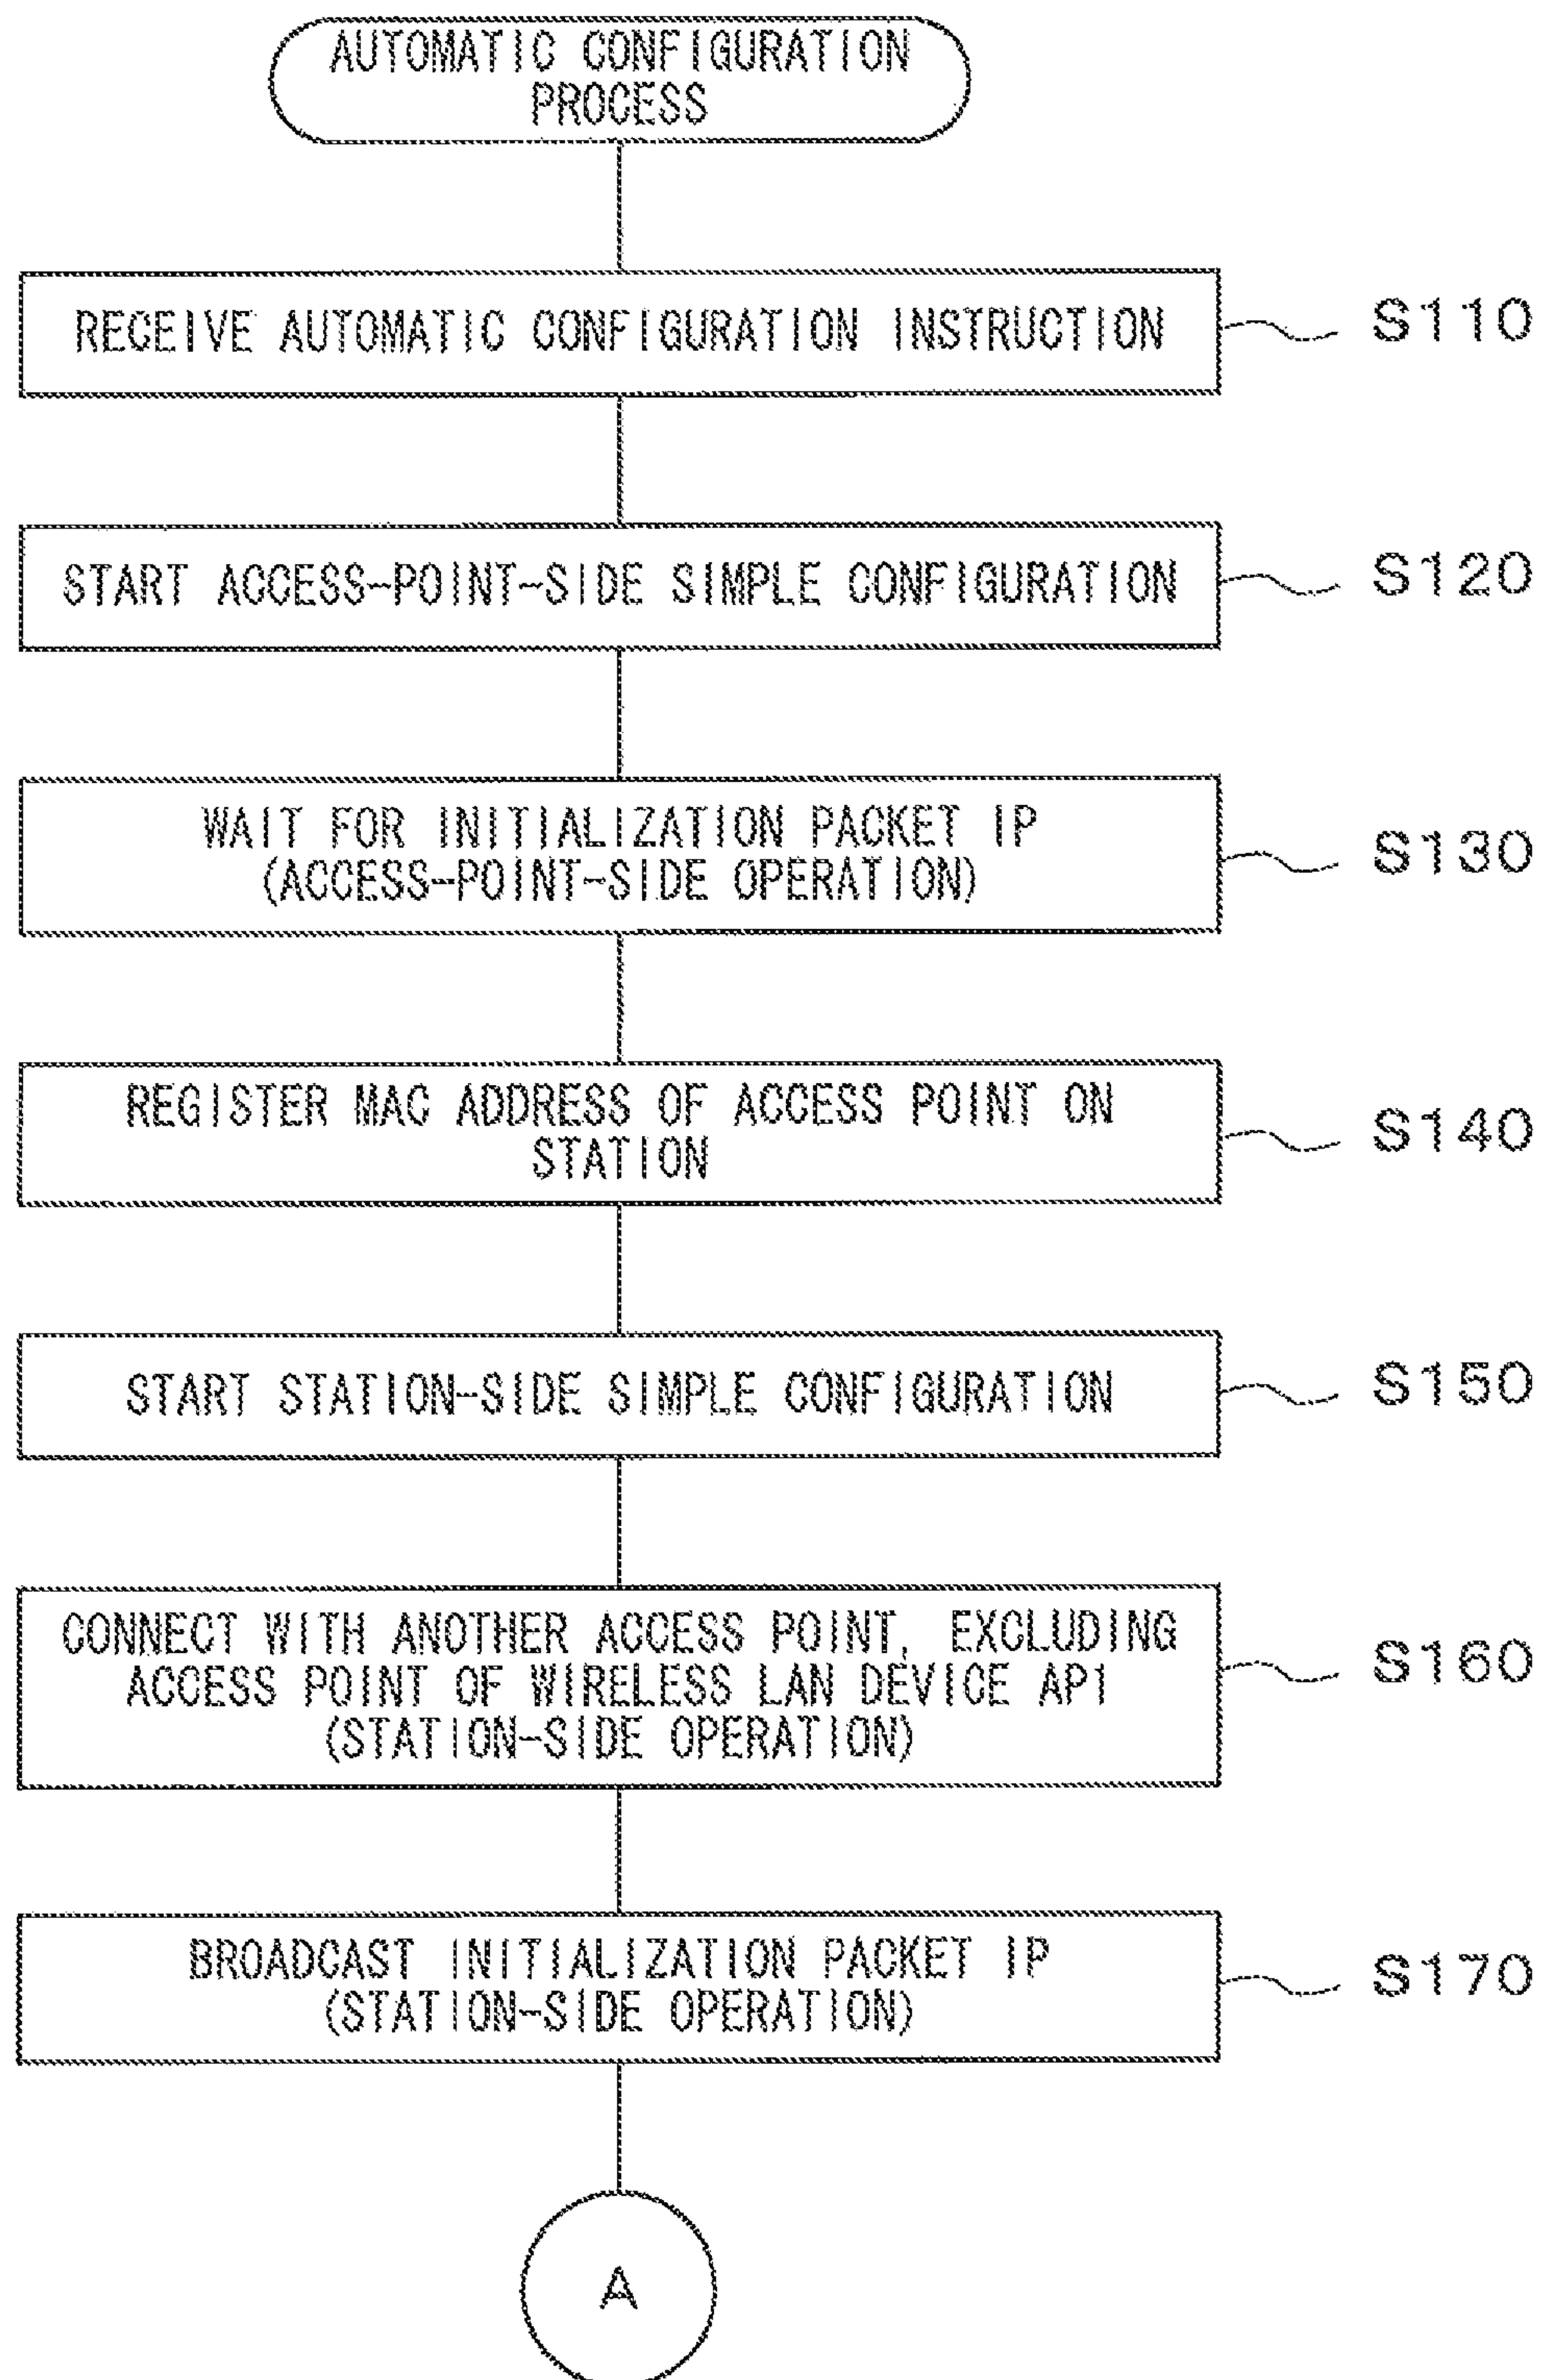 AUTOMATIC CONFIGURATION
PROCESS
RECEIVE AUTOMATIC CONFIGURATION INSTRUCTION
S110
START ACCESS-POINT-SIDE SIMPLE CONFIGURATION
S120
WAIT FOR INITIALIZATION PACKET IP
(ACCESS-POINT-SIDE OPERATION)
S130
REGISTER MAC ADDRESS OF ACCESS POINT ON
STATION
S140
START STATION-SIDE SIMPLE CONFIGURATION
S150
CONNECT WITH ANOTHER ACCESS POINT, EXCLUDING
ACCESS POINT OF WIRELESS LAN DEVICE AP1
(STATION-SIDE OPERATION)
S160
BROADCAST INITIALIZATION PACKET IP
(STATION-SIDE OPERATION)
S170
A